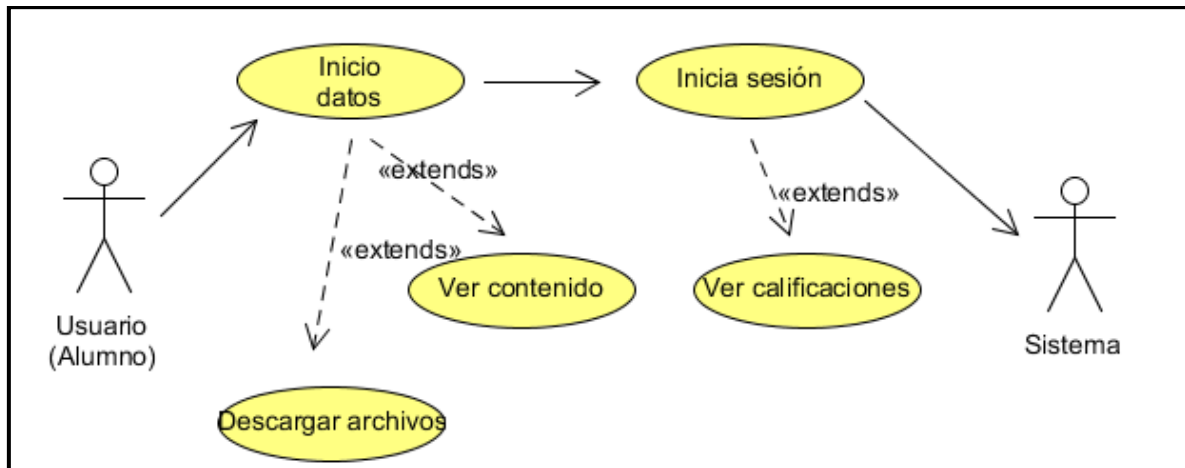 Inicio
datos
Inicia sesión
«extends»
«extends»
«extends»
Ver contenido
Ver calificaciones
Usuario
(Alumno)
Sistema
Descargar archivos